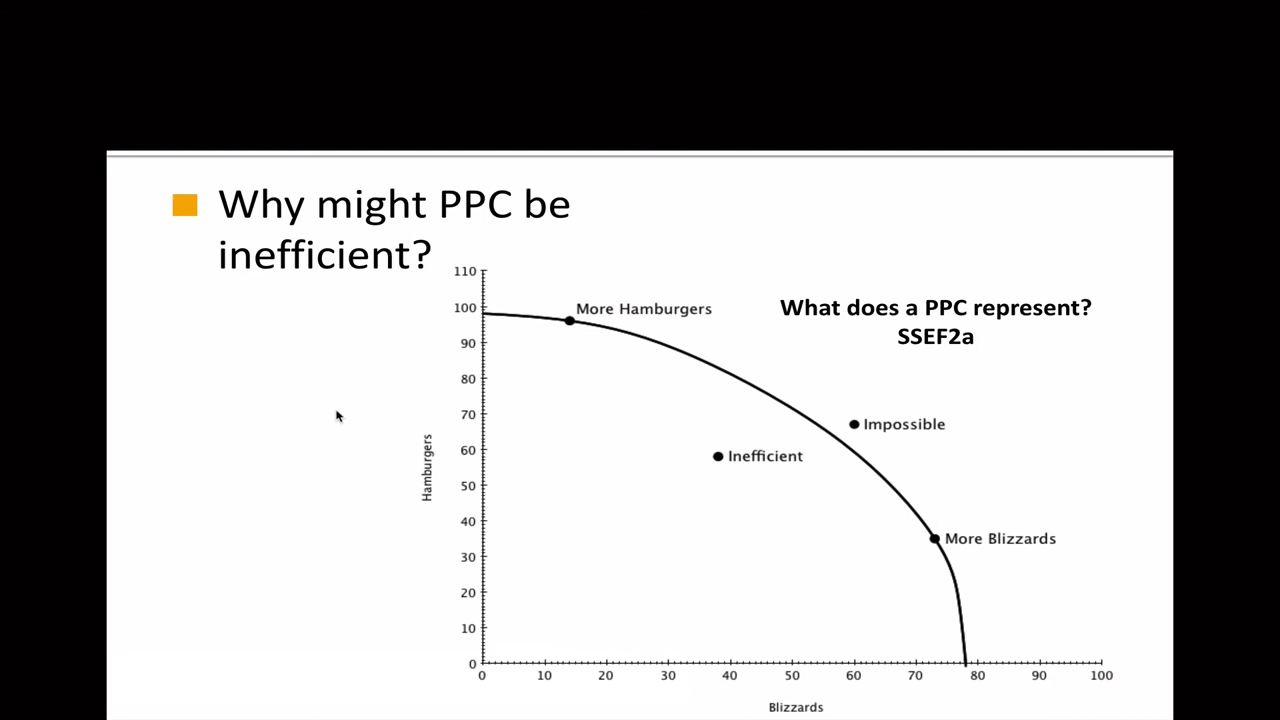 Why might PPC be
inefficient?
What does a PPC represent?
SSEF2a
110
100
90
80
70
60
50
40
30
20
10
0
Hamburgers
More Hamburgers
Impossible
Inefficient
More Blizzards
0 10 20 30 40 50 60 70 80 90 100
Blizzards